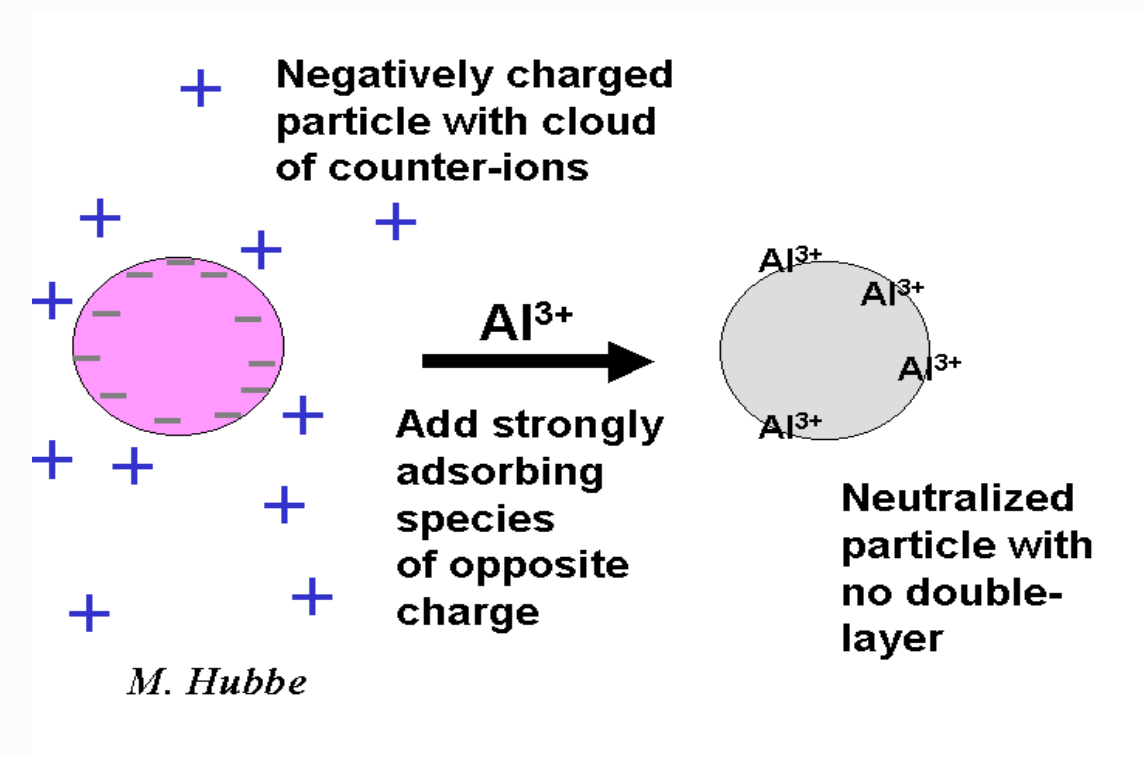 Negatively charged
particle with cloud
of counter-ions
Al³⁺
Add strongly
adsorbing
species
of opposite
charge
Al³⁺
Al³⁺
Al³⁺
Al³⁺
Neutralized
particle with
no double-
layer
M. Hubbe